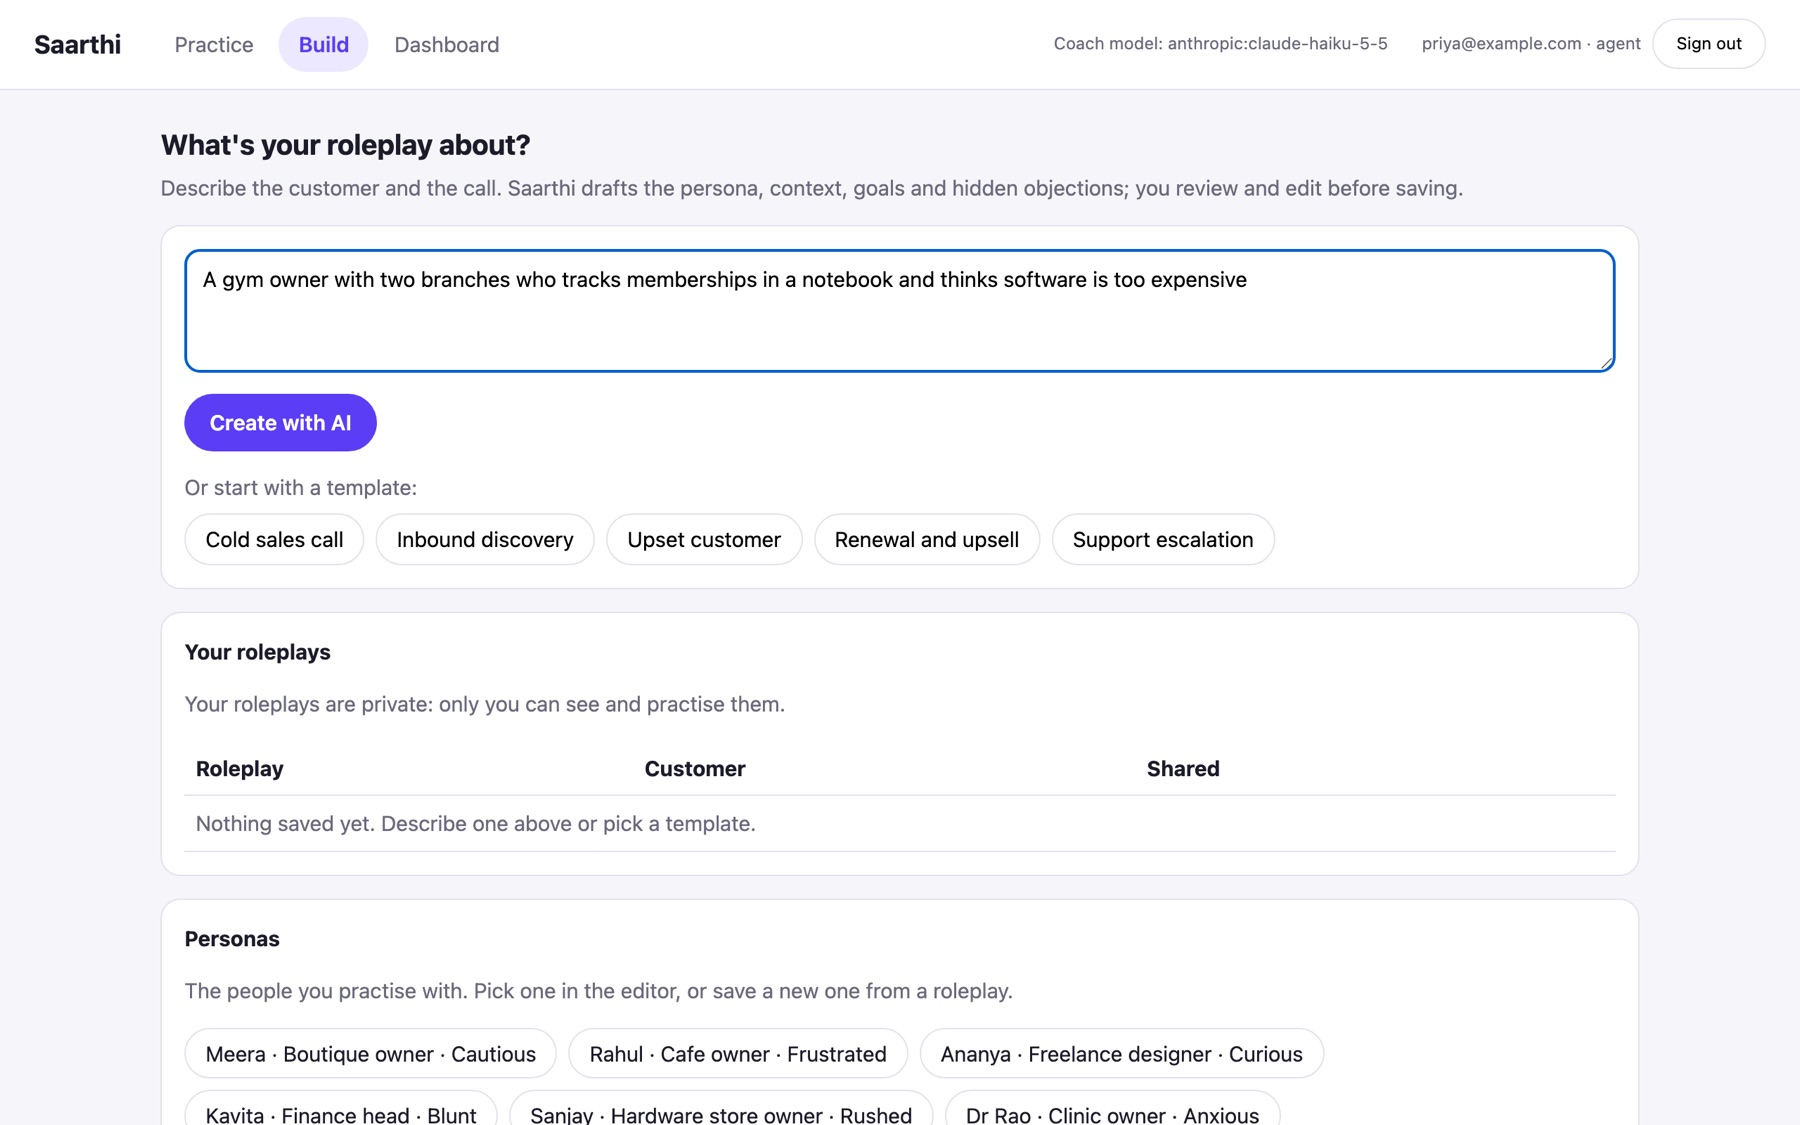 Saarthi Practice Build Dashboard Coach model: anthropic:claude-haiku-5-5 priya@example.com · agent Sign out
What's your roleplay about?
Describe the customer and the call. Saarthi drafts the persona, context, goals and hidden objections; you review and edit before saving.
A gym owner with two branches who tracks memberships in a notebook and thinks software is too expensive
Create with AI
Or start with a template:
Cold sales call Inbound discovery Upset customer Renewal and upsell Support escalation
Your roleplays
Your roleplays are private: only you can see and practise them.
Roleplay Customer Shared
Nothing saved yet. Describe one above or pick a template.
Personas
The people you practise with. Pick one in the editor, or save a new one from a roleplay.
Meera · Boutique owner · Cautious Rahul · Cafe owner · Frustrated Ananya · Freelance designer · Curious
Kavita · Finance head · Blunt Sanjay · Hardware store owner · Rushed Dr Rao · Clinic owner · Anxious